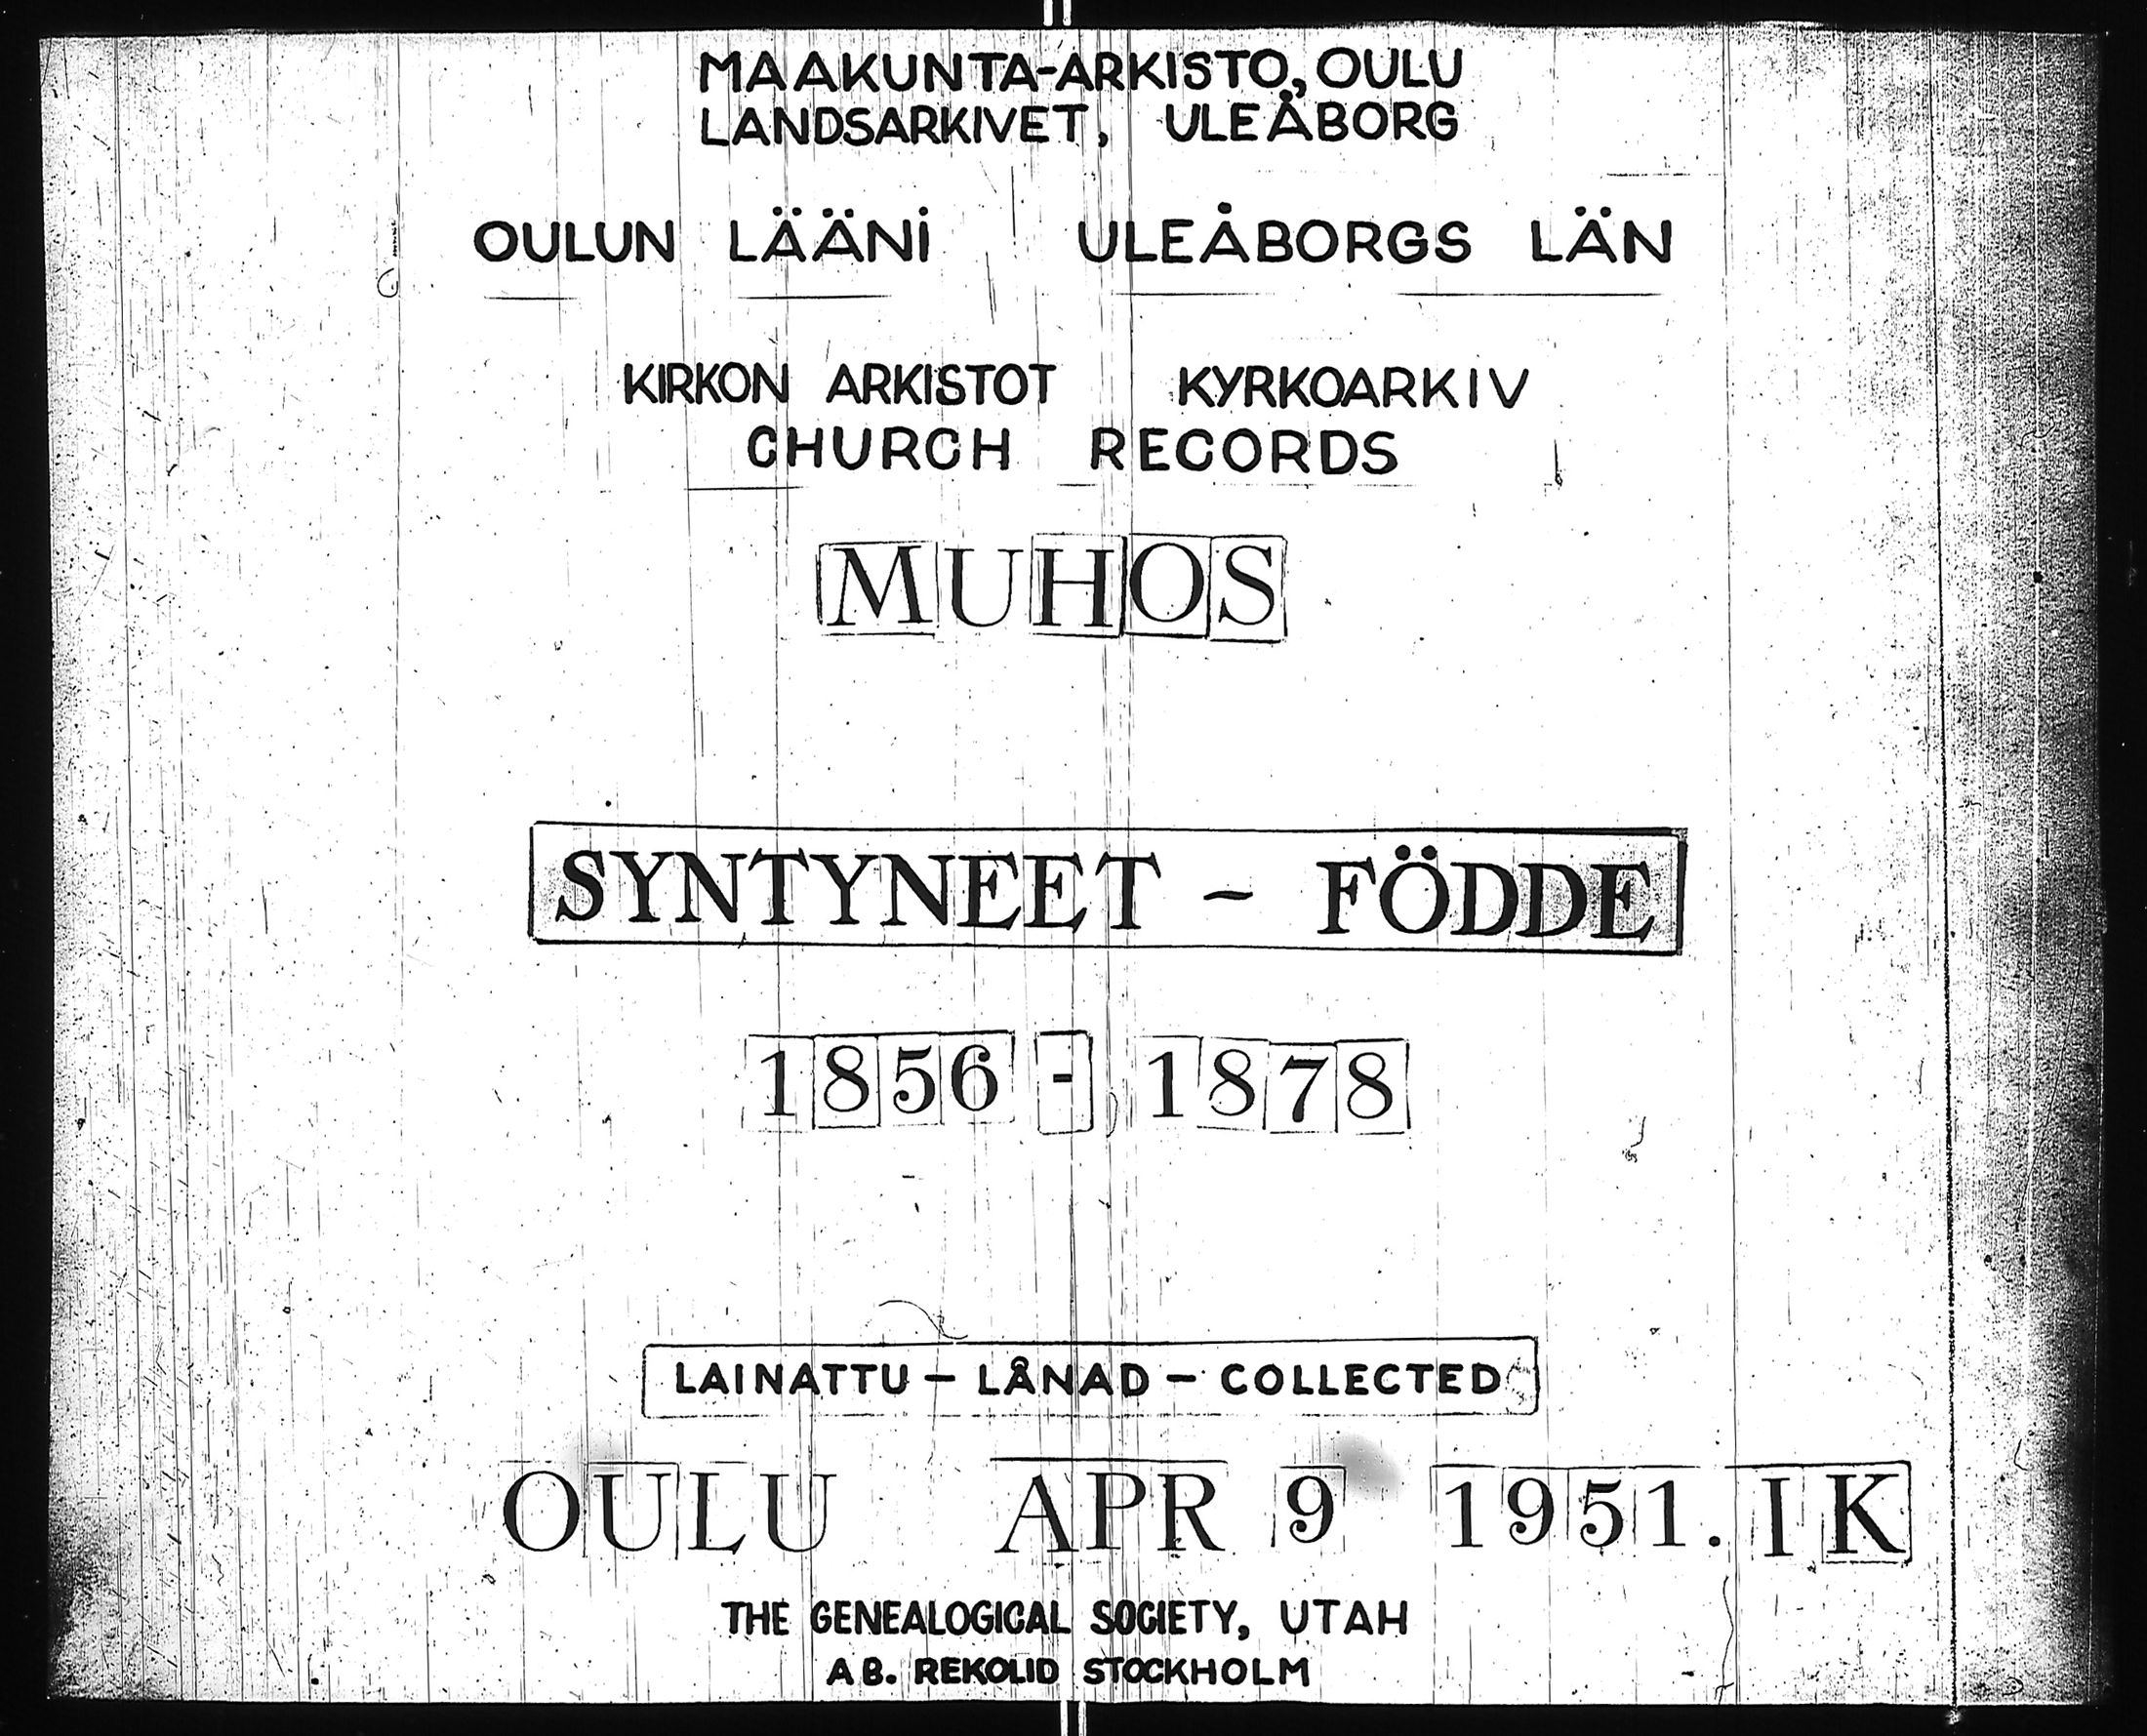 MAAKUNTA-ARKISTO, OULU
LANDSARKIVET, ULEÅBORG
OULUN LÄÄNI ULEÅBORGS LÄN
KIRKON ARKISTOT KYRKOARKIV
CHURCH RECORDS
MUHOS
SYNTYNEET - FÖDDE
1856 - 1878
LAINATTU - LÅNAD - COLLECTED
OULU APR 9 1951. IK
THE GENEALOGICAL SOCIETY, UTAH
AB. REKOLID STOCKHOLM